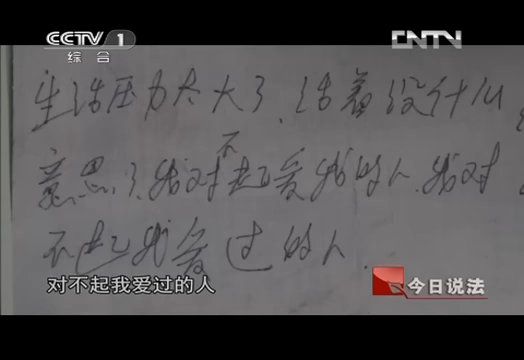 CCTV 1
综合
CNTV
生活压力太大了、活着没什么
意思了,我对不起爱我的人.我对
不起我爱过的人
对不起我爱过的人
今日说法